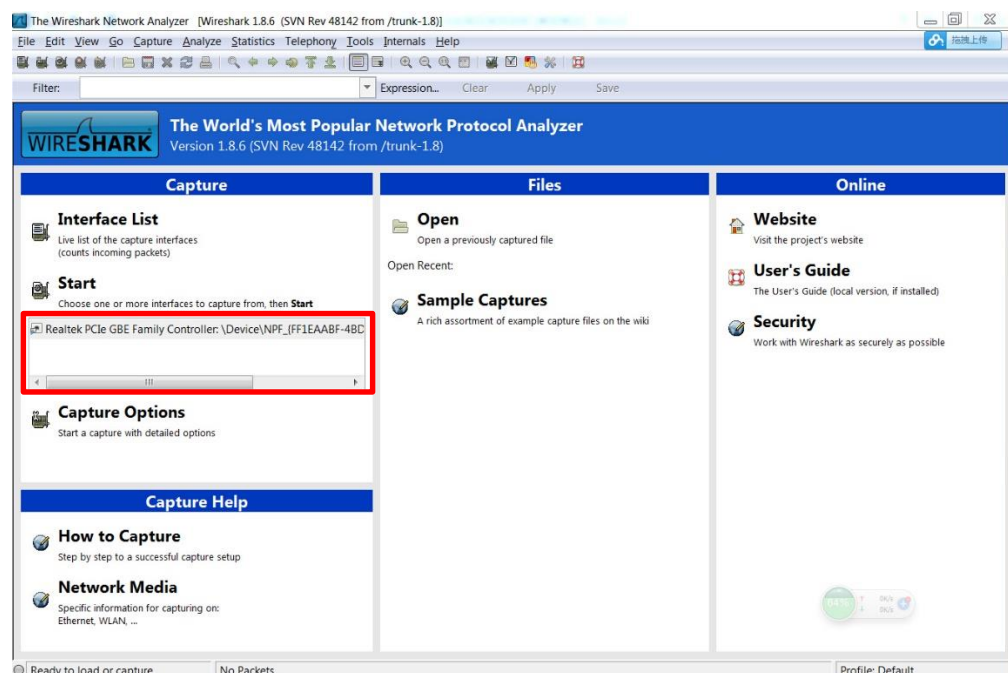 The Wireshark Network Analyzer [Wireshark 1.8.6 (SVN Rev 48142 from /trunk-1.8)]
File Edit View Go Capture Analyze Statistics Telephony Tools Internals Help
拖拽上传
Filter:
Expression... Clear Apply Save
WIRESHARK
The World's Most Popular Network Protocol Analyzer
Version 1.8.6 (SVN Rev 48142 from /trunk-1.8)
Capture
Interface List
Live list of the capture interfaces
(counts incoming packets)
Start
Choose one or more interfaces to capture from, then Start
Realtek PCIe GBE Family Controller: \Device\NPF_{FF1EAABF-4BD
Capture Options
Start a capture with detailed options
Capture Help
How to Capture
Step by step to a successful capture setup
Network Media
Specific information for capturing on:
Ethernet, WLAN, ...
Files
Open
Open a previously captured file
Open Recent:
Sample Captures
A rich assortment of example capture files on the wiki
Online
Website
Visit the project's website
User's Guide
The User's Guide (local version, if installed)
Security
Work with Wireshark as securely as possible
64%
0K/s
0K/s
Ready to load or capture
No Packets
Profile: Default